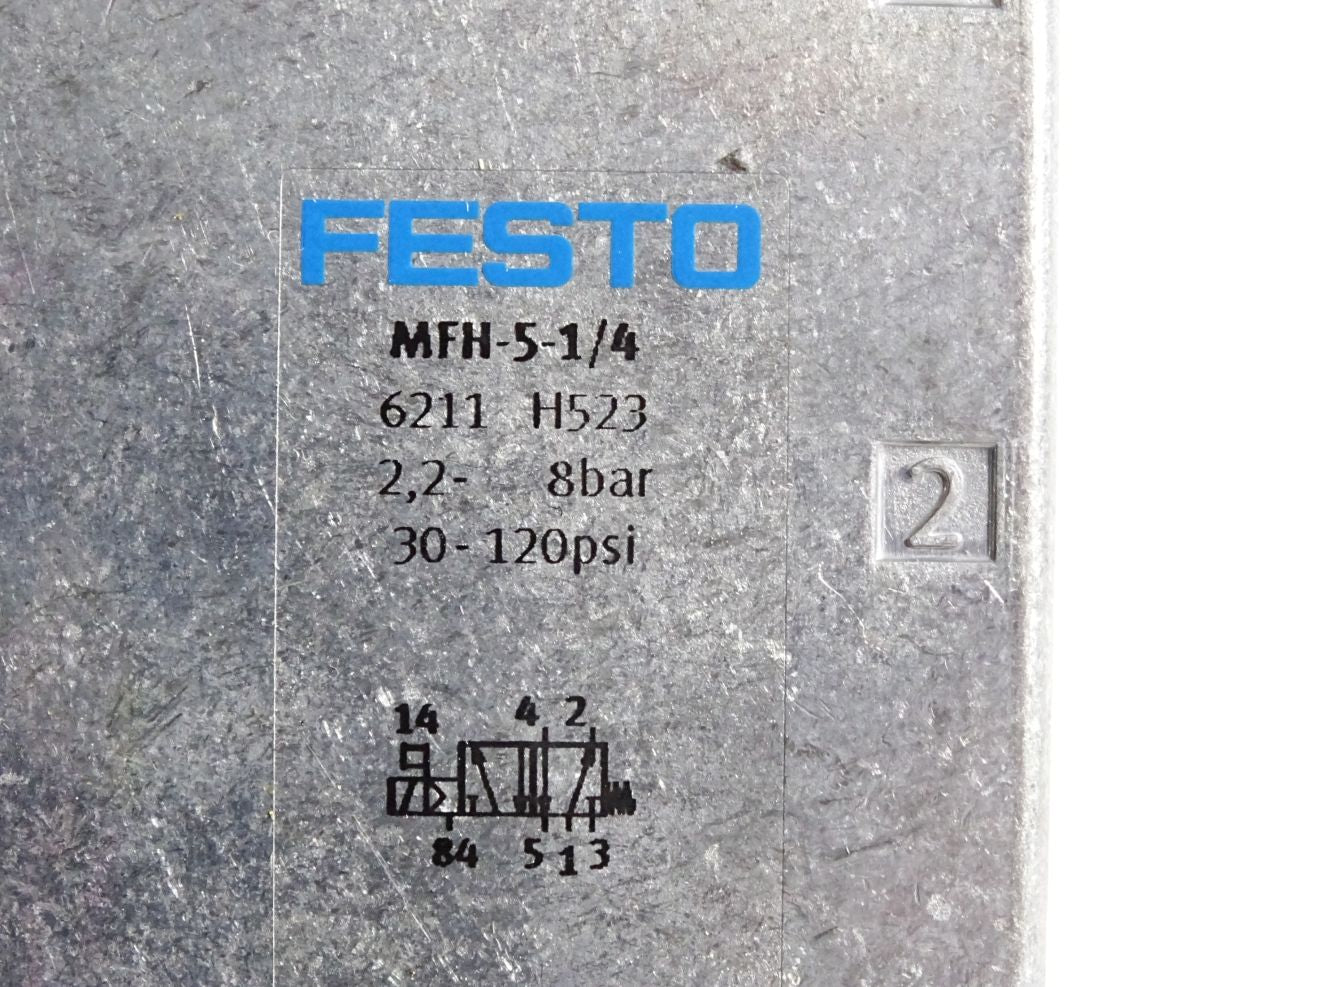 FESTO
MFH-5-1/4
6211 H523
2,2- 8bar
30-120psi
2
14 4 2
84 5 1 3